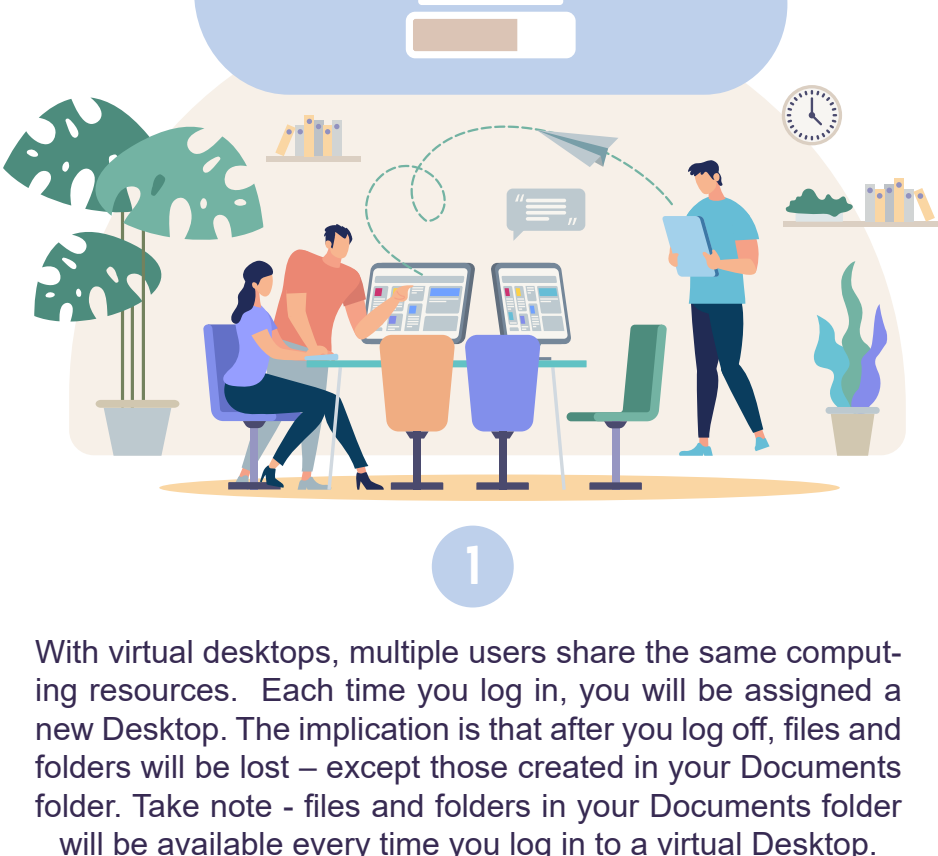 1
With virtual desktops, multiple users share the same comput-
ing resources.  Each time you log in, you will be assigned a
new Desktop. The implication is that after you log off, files and
folders will be lost – except those created in your Documents
folder. Take note - files and folders in your Documents folder
will be available every time you log in to a virtual Desktop.